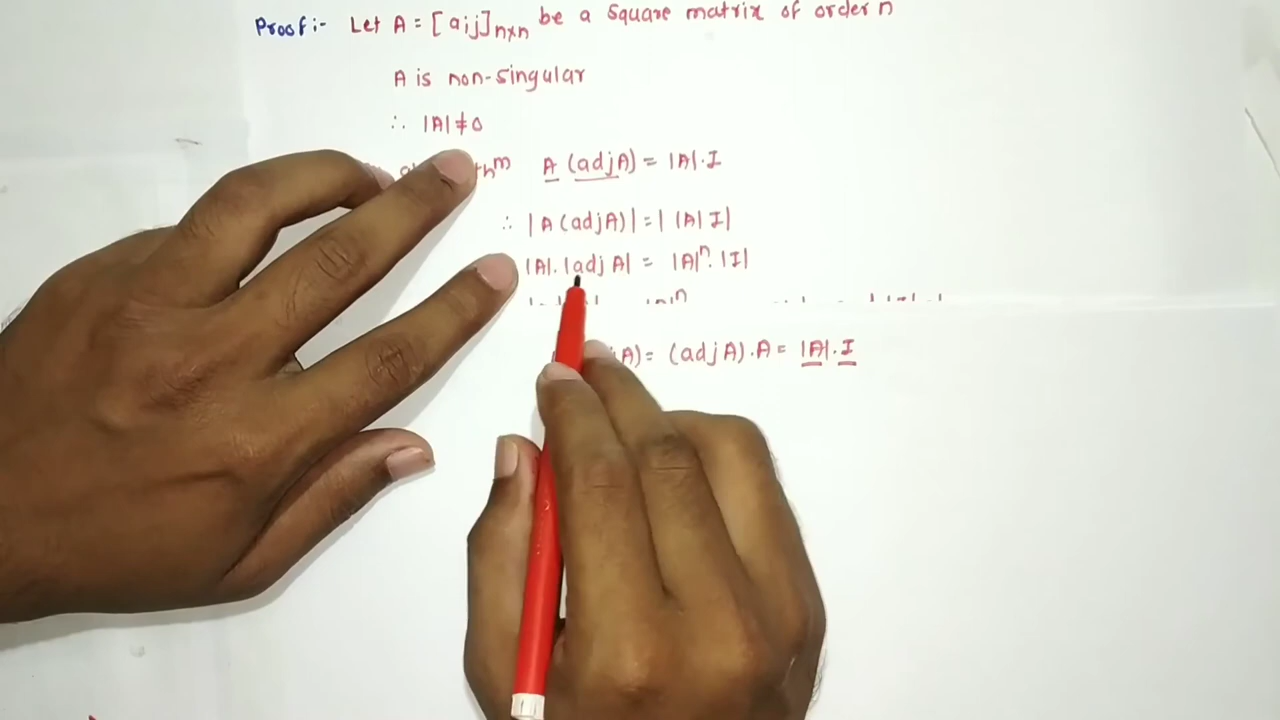 Proof:- Let A = [aij]n×n be a square matrix of order n
A is non-singular
∴ |A| ≠ 0
thm A (adjA) = |A|.I
∴ |A (adjA)| = | |A| I|
|A|.|adj A| = |A|ⁿ. |I|
A) = (adj A).A = |A|.I